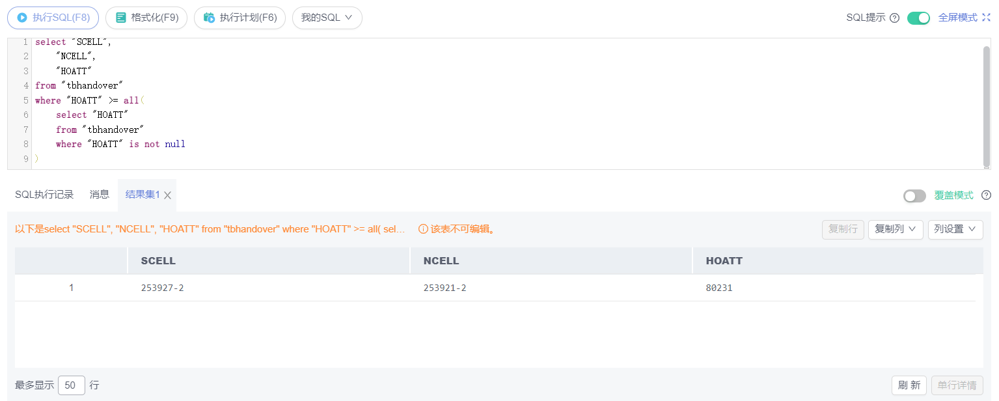 执行SQL(F8) 格式化(F9) 执行计划(F6) 我的SQL SQL提示 全屏模式
1 select "SCELL",
2 "NCELL",
3 "HOATT"
4 from "tbhandover"
5 where "HOATT" >= all(
6 select "HOATT"
7 from "tbhandover"
8 where "HOATT" is not null
9 )
SQL执行记录 消息 结果集1 覆盖模式
以下是select "SCELL", "NCELL", "HOATT" from "tbhandover" where "HOATT" >= all( sel... 该表不可编辑。 复制行 复制列 列设置
SCELL NCELL HOATT
1 253927-2 253921-2 80231
最多显示 50 行 刷 新 单行详情